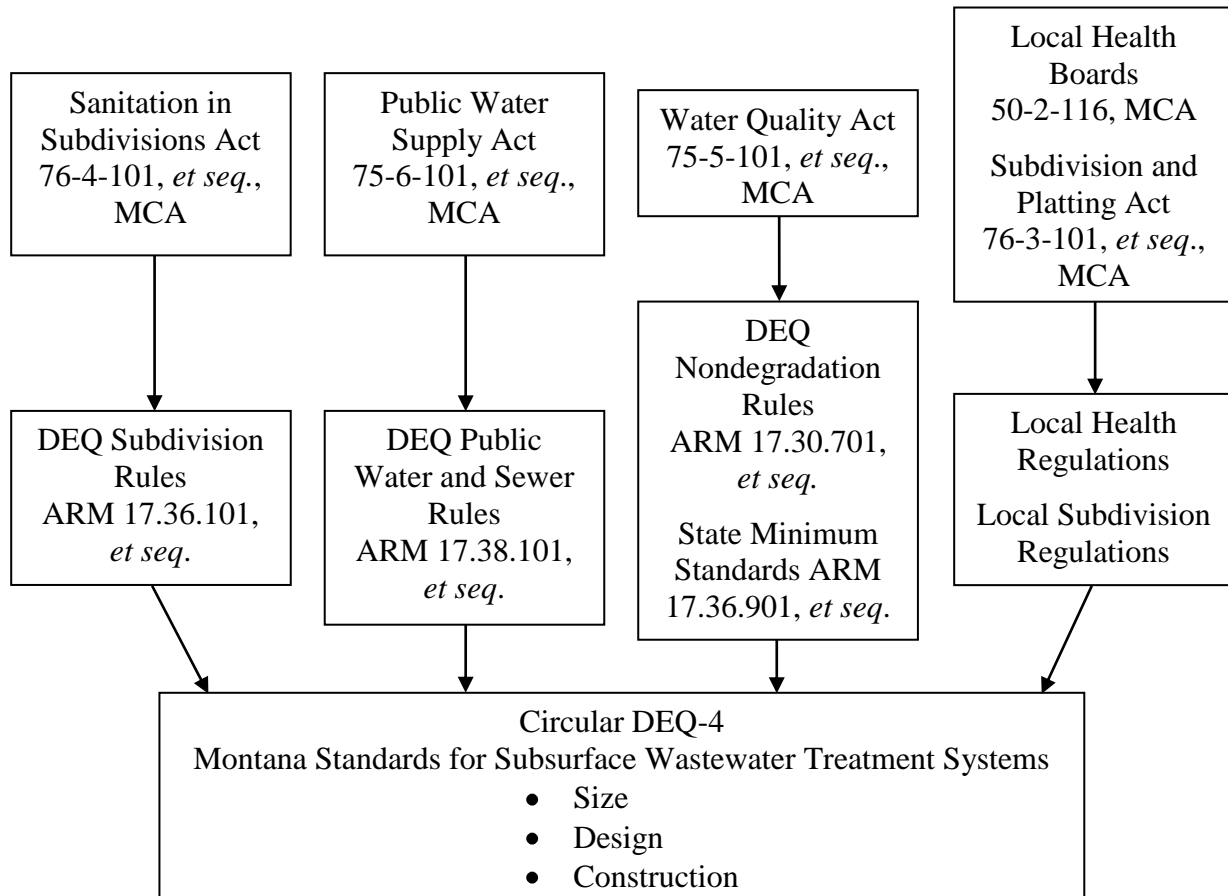 Sanitation in
Subdivisions Act
76-4-101, et seq.,
MCA
Public Water
Supply Act
75-6-101, et seq.,
MCA
Water Quality Act
75-5-101, et seq.,
MCA
Local Health
Boards
50-2-116, MCA
Subdivision and
Platting Act
76-3-101, et seq.,
MCA
DEQ Subdivision
Rules
ARM 17.36.101,
et seq.
DEQ Public
Water and Sewer
Rules
ARM 17.38.101,
et seq.
DEQ
Nondegradation
Rules
ARM 17.30.701,
et seq.
State Minimum
Standards ARM
17.36.901, et seq.
Local Health
Regulations
Local Subdivision
Regulations
Circular DEQ-4
Montana Standards for Subsurface Wastewater Treatment Systems
• Size
• Design
• Construction